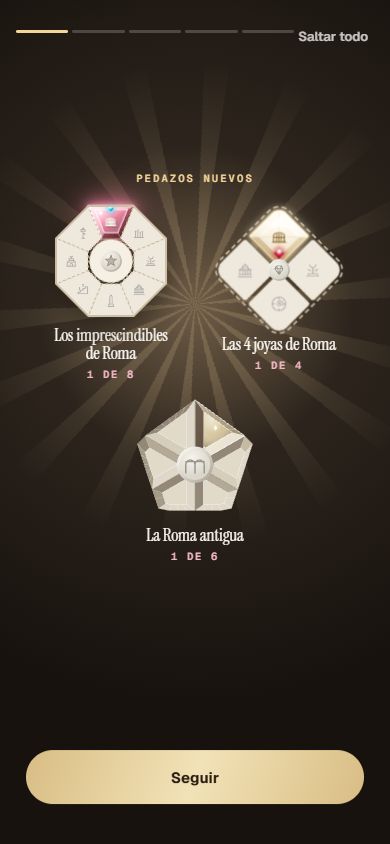 Saltar todo
PEDAZOS NUEVOS
Los imprescindibles
de Roma
1 DE 8
Las 4 joyas de Roma
1 DE 4
La Roma antigua
1 DE 6
Seguir